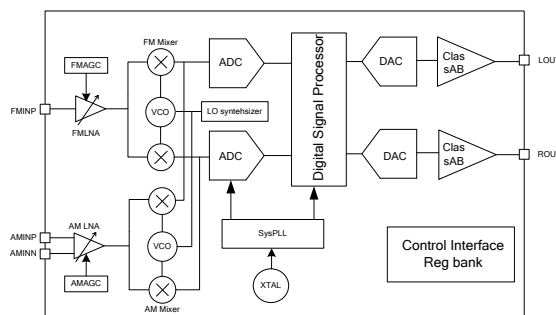 FM Mixer
FMAGC
ADC
Digital Signal Processor
DAC
Clas
sAB
LOU
FMINP
FMLNA
VCO
LO syntehsizer
ADC
DAC
Clas
sAB
ROU
AMINP
AMINN
AM LNA
VCO
AMAGC
AM Mixer
SysPLL
XTAL
Control Interface
Reg bank